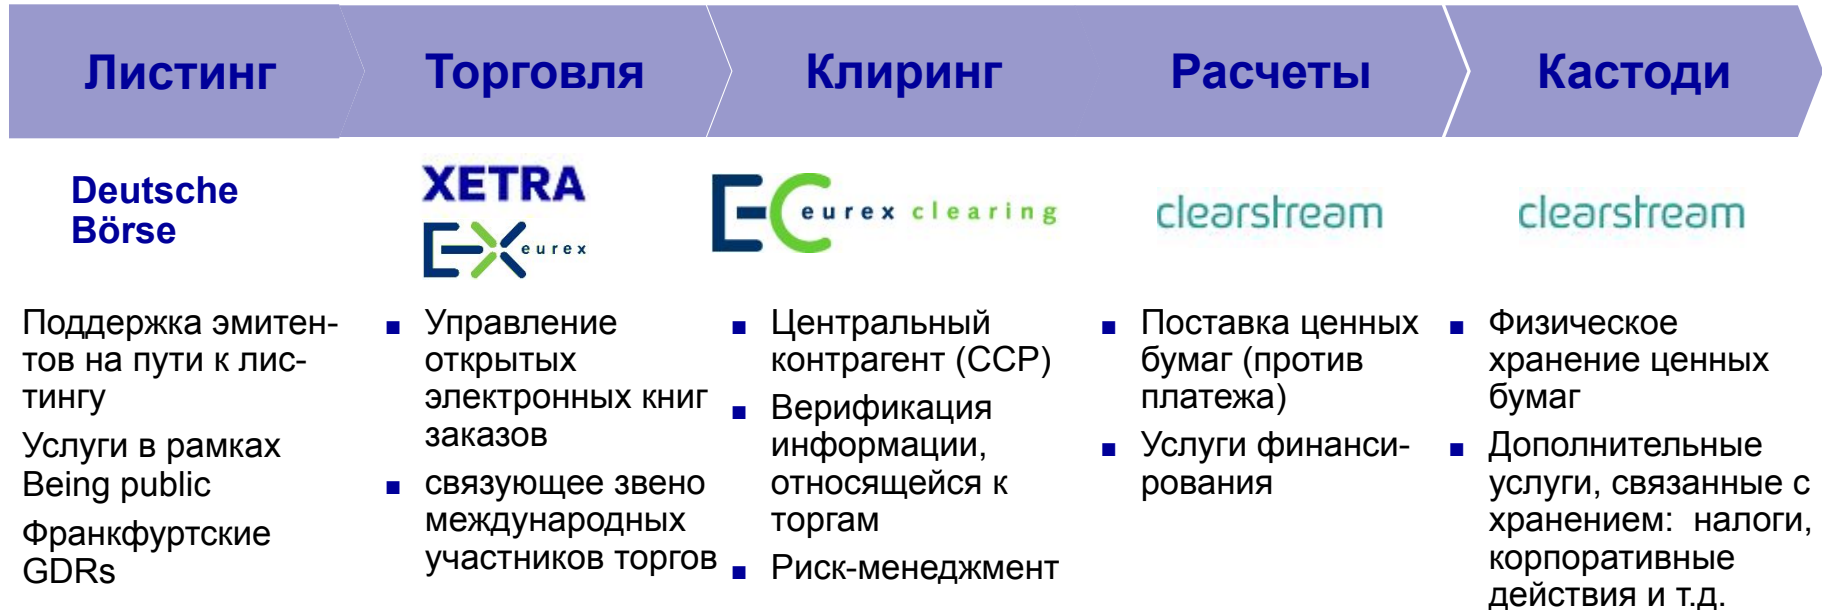 Листинг
Торговля
Клиринг
Расчеты
Кастоди
Deutsche
Börse
XETRA
EX eurex
EC eurex clearing
clearstream
clearstream
Поддержка эмитен-
тов на пути к лис-
тингу
Услуги в рамках
Being public
Франкфуртские
GDRs
■ Управление
открытых
электронных книг
заказов
■ связующее звено
международных
участников торгов
■ Центральный
контрагент (CCP)
■ Верификация
информации,
относящейся к
торгам
■ Риск-менеджмент
■ Поставка ценных
бумаг (против
платежа)
■ Услуги финанси-
рования
■ Физическое
хранение ценных
бумаг
■ Дополнительные
услуги, связанные с
хранением:  налоги,
корпоративные
действия и т.д.